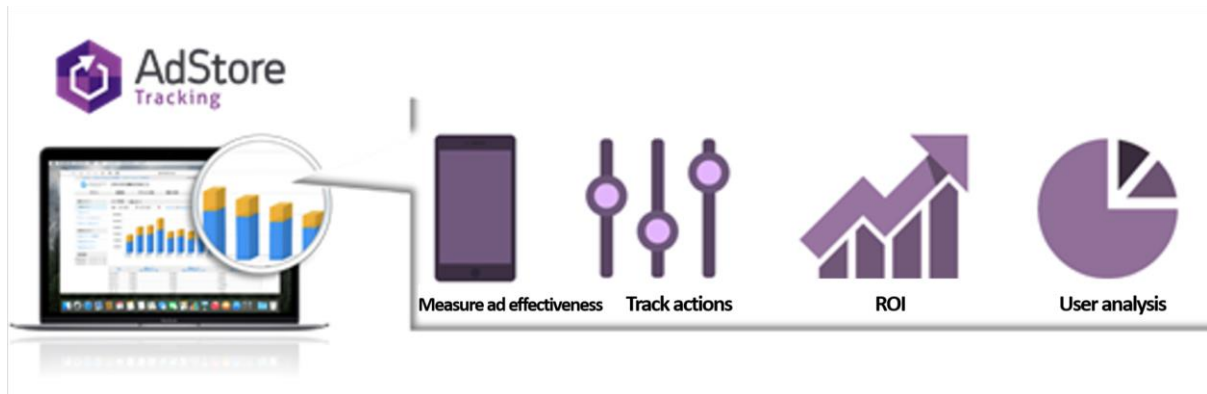 AdStore
Tracking
Measure ad effectiveness
Track actions
ROI
User analysis